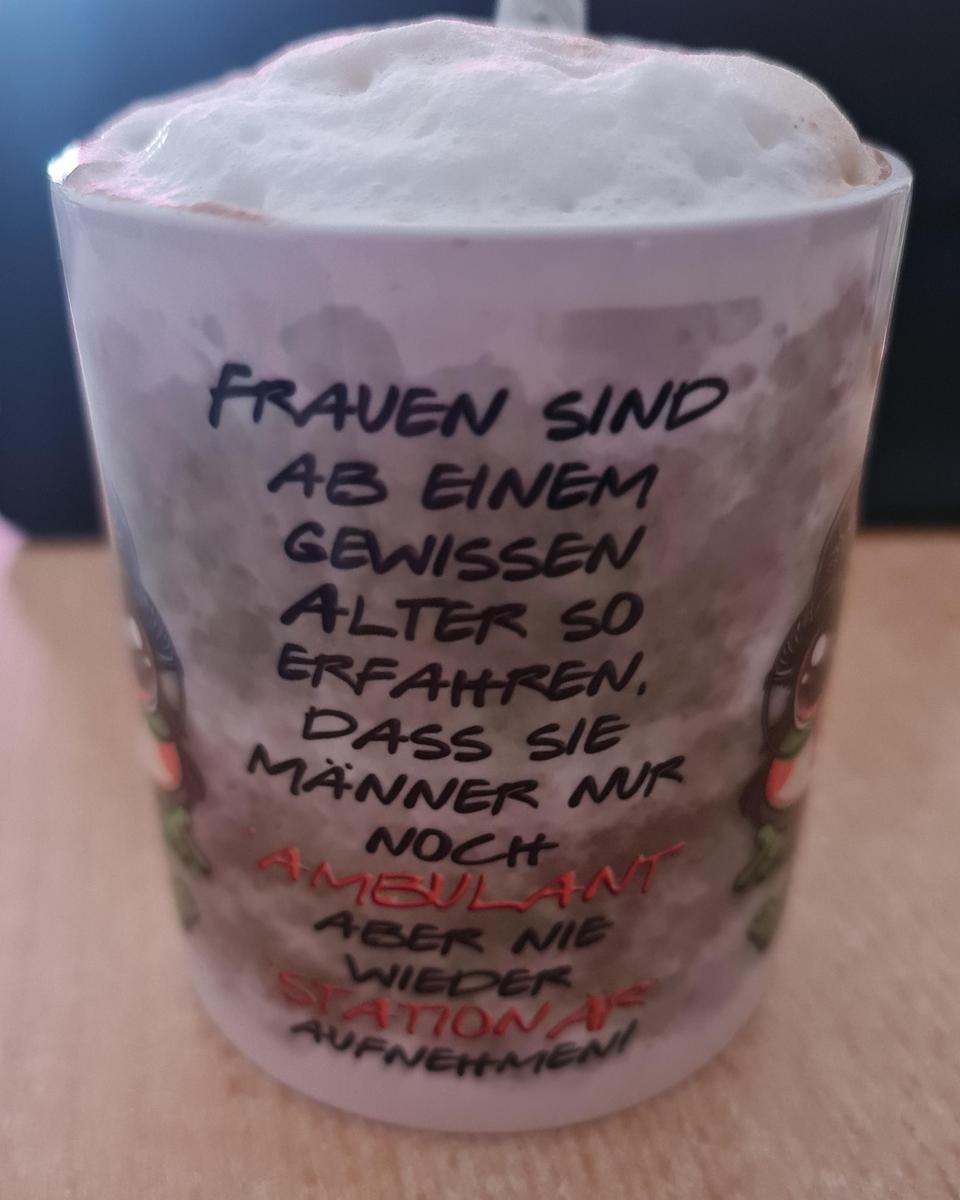 FRAUEN SIND
AB EINEM
GEWISSEN
ALTER SO
ERFAHREN,
DASS SIE
MÄNNER NUR
NOCH
AMBULANT
ABER NIE
WIEDER
STATIONÄR
AUFNEHMEN!